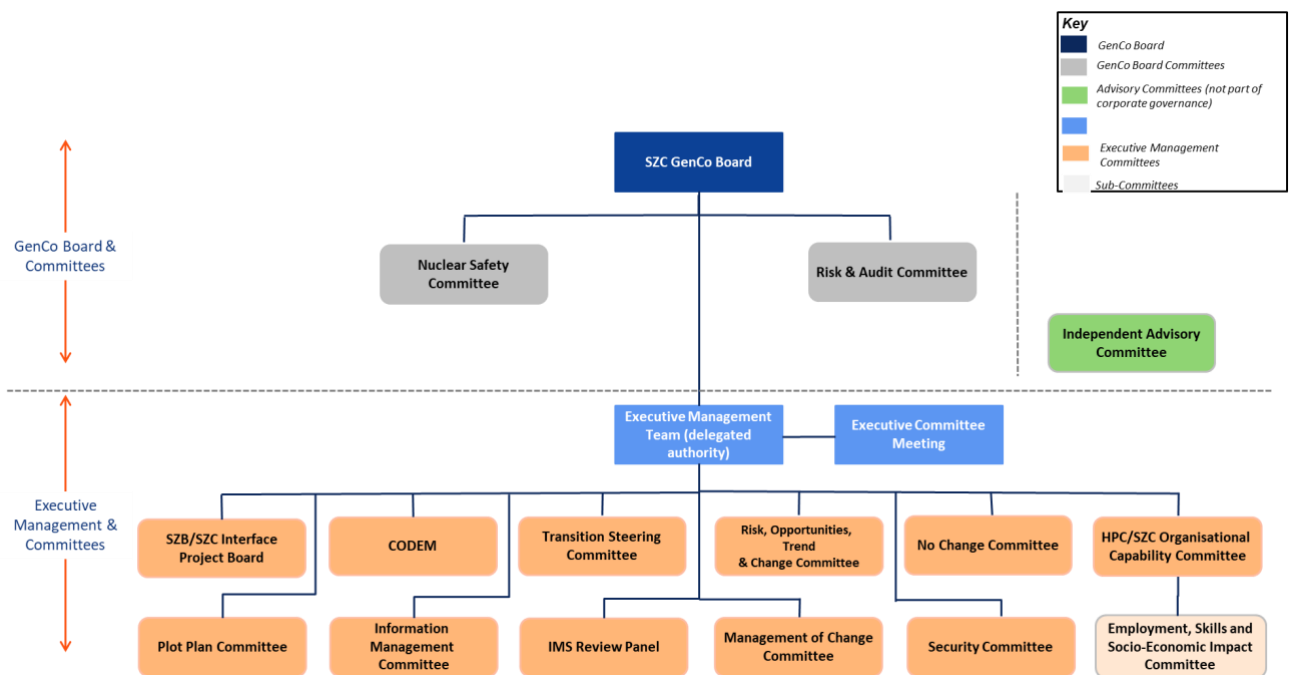 Key
GenCo Board
GenCo Board Committees
Advisory Committees (not part of
corporate governance)
Executive Management
Committees
Sub-Committees
SZC GenCo Board
GenCo Board &
Committees
Nuclear Safety
Committee
Risk & Audit Committee
Independent Advisory
Committee
Executive Management
Team (delegated
authority)
Executive Committee
Meeting
Executive
Management &
Committees
SZB/SZC Interface
Project Board
CODEM
Transition Steering
Committee
Risk, Opportunities,
Trend
& Change Committee
No Change Committee
HPC/SZC Organisational
Capability Committee
Plot Plan Committee
Information
Management
Committee
IMS Review Panel
Management of Change
Committee
Security Committee
Employment, Skills and
Socio-Economic Impact
Committee